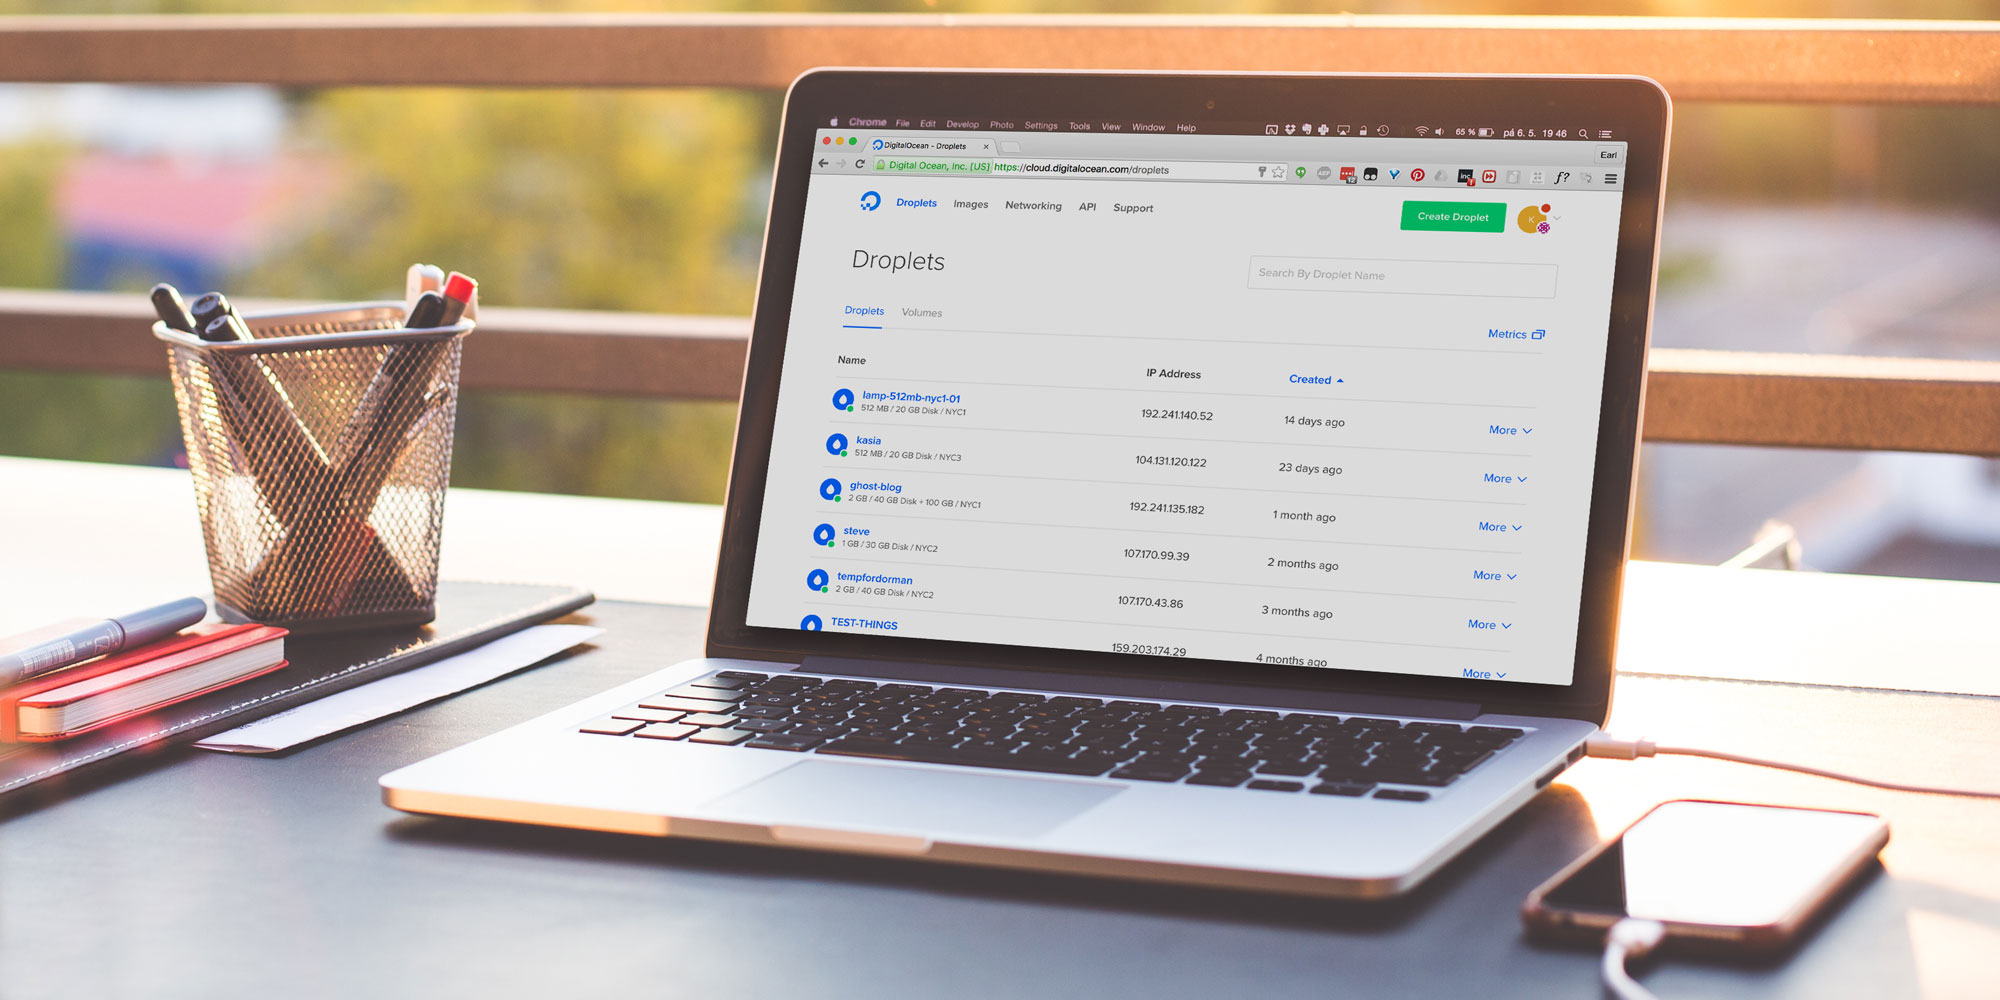 Chrome File Edit Develop Photo Settings Tools View Window Help 65 % pá 6. 5. 19 46
DigitalOcean - Droplets Earl
Digital Ocean, Inc. [US] https://cloud.digitalocean.com/droplets
Droplets Images Networking API Support Create Droplet K
Droplets
Search By Droplet Name
Droplets Volumes
Metrics
Name IP Address Created
lamp-512mb-nyc1-01
512 MB / 20 GB Disk / NYC1 192.241.140.52 14 days ago More
kasia
512 MB / 20 GB Disk / NYC3 104.131.120.122 23 days ago More
ghost-blog
2 GB / 40 GB Disk + 100 GB / NYC1 192.241.135.182 1 month ago More
steve
1 GB / 30 GB Disk / NYC2 107.170.99.39 2 months ago More
tempfordorman
2 GB / 40 GB Disk / NYC2 107.170.43.86 3 months ago More
TEST-THINGS
159.203.174.29 4 months ago More